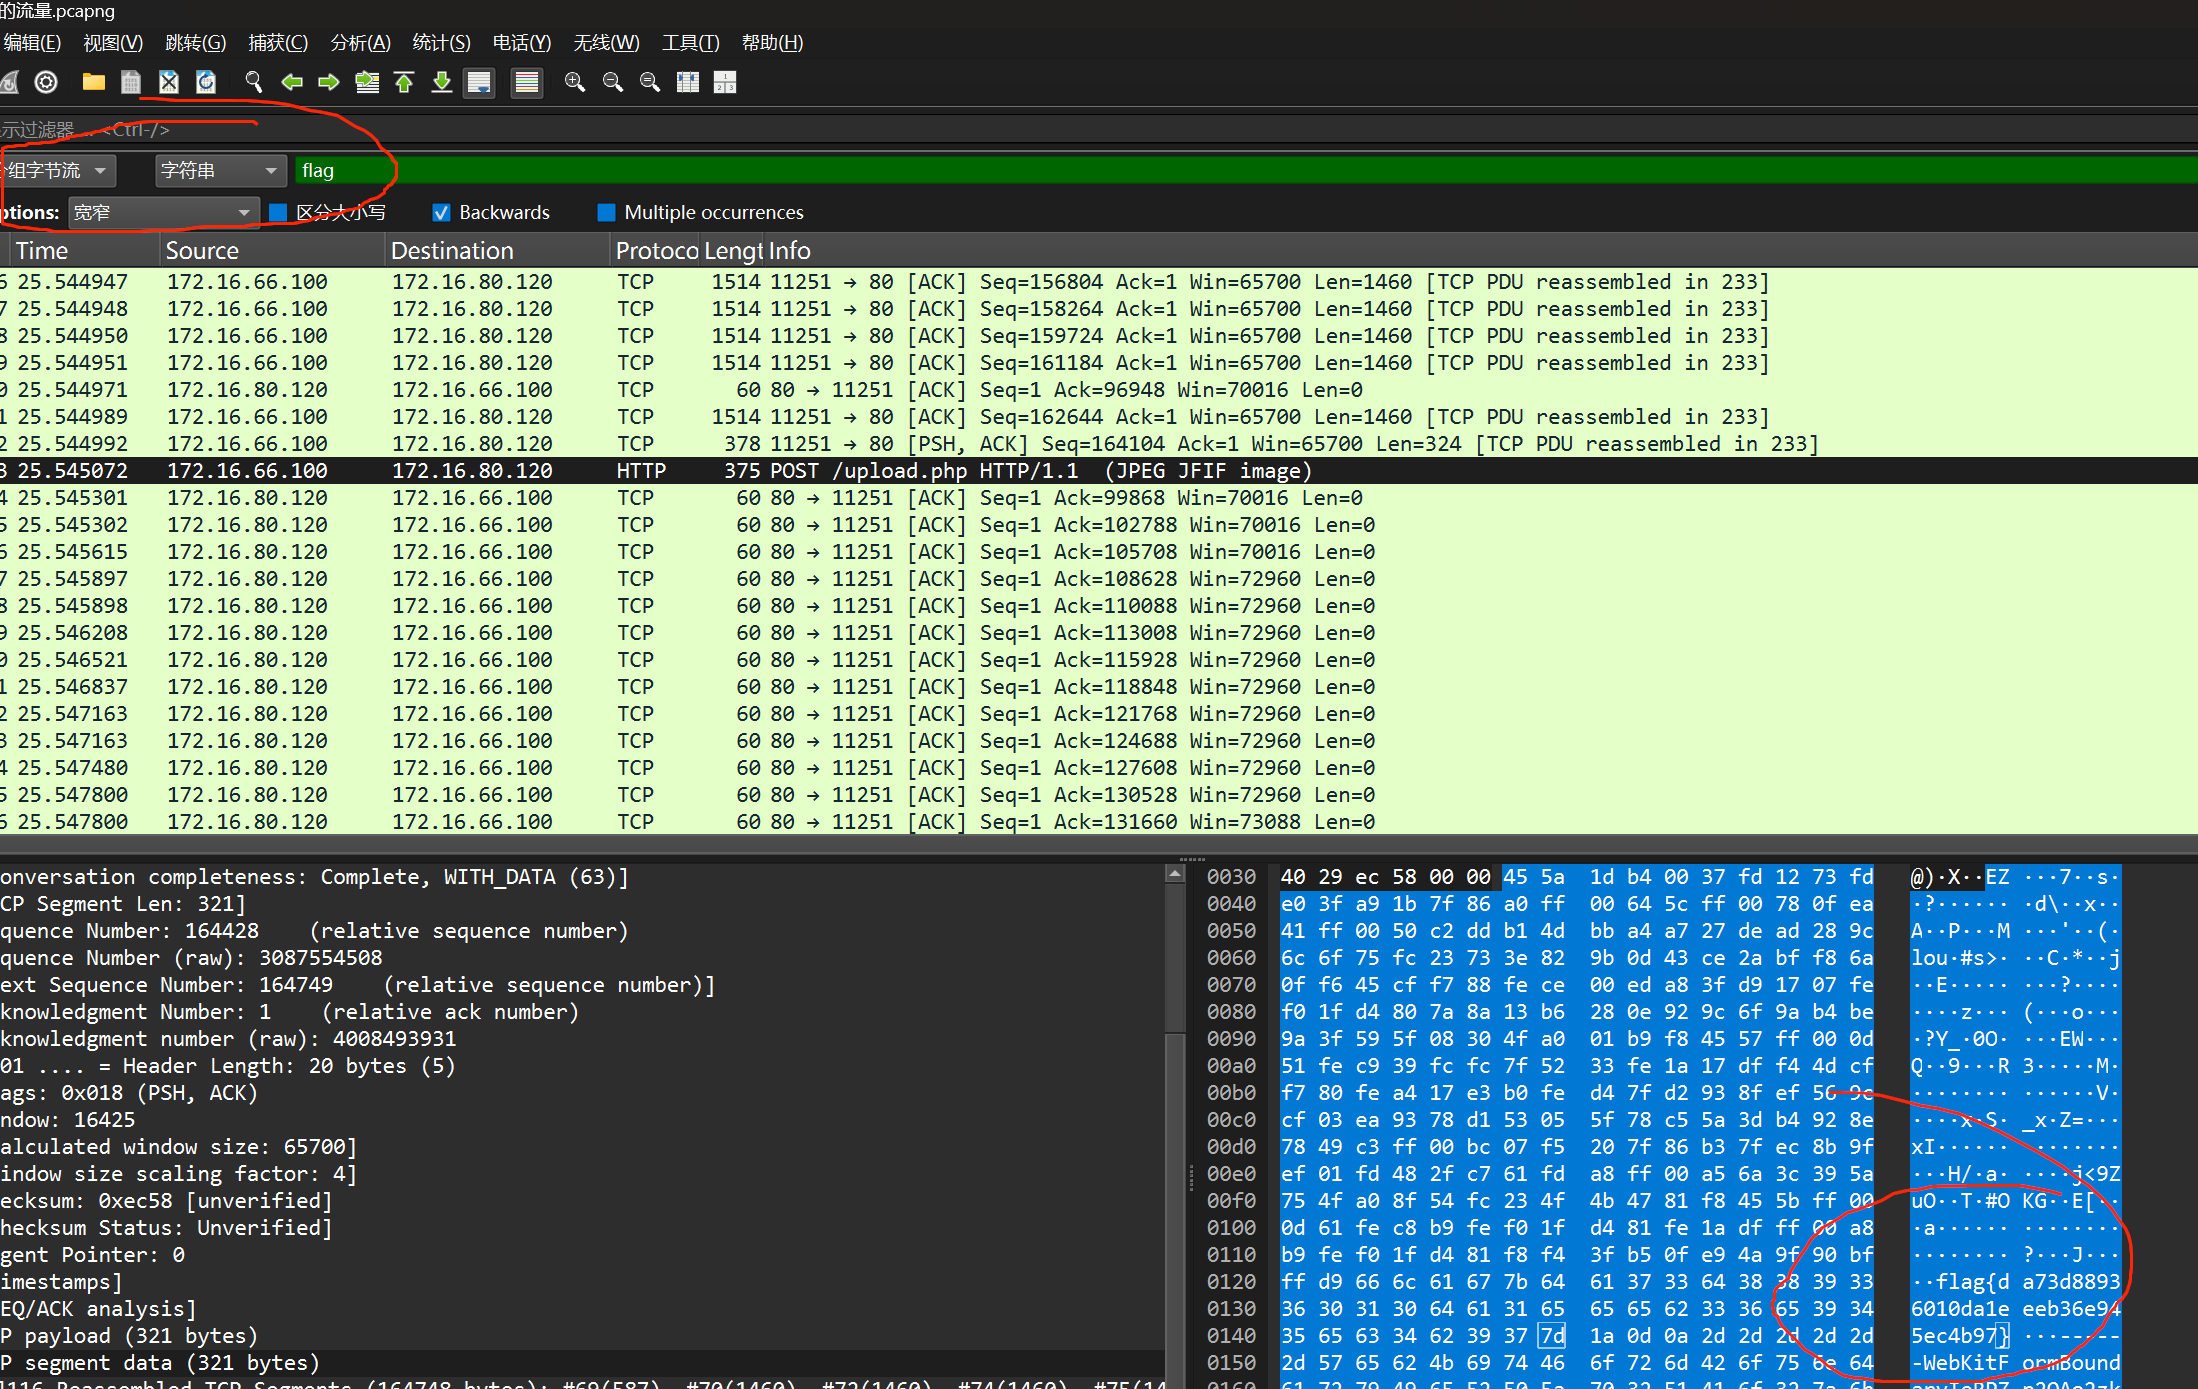 的流量.pcapng
编辑(E) 视图(V) 跳转(G) 捕获(C) 分析(A) 统计(S) 电话(Y) 无线(W) 工具(T) 帮助(H)
示过滤器 … <Ctrl-/>
组字节流 字符串 flag
ptions: 宽窄 区分大小写 Backwards Multiple occurrences
Time Source Destination Protoco Lengt Info
6 25.544947 172.16.66.100 172.16.80.120 TCP 1514 11251 → 80 [ACK] Seq=156804 Ack=1 Win=65700 Len=1460 [TCP PDU reassembled in 233]
7 25.544948 172.16.66.100 172.16.80.120 TCP 1514 11251 → 80 [ACK] Seq=158264 Ack=1 Win=65700 Len=1460 [TCP PDU reassembled in 233]
8 25.544950 172.16.66.100 172.16.80.120 TCP 1514 11251 → 80 [ACK] Seq=159724 Ack=1 Win=65700 Len=1460 [TCP PDU reassembled in 233]
9 25.544951 172.16.66.100 172.16.80.120 TCP 1514 11251 → 80 [ACK] Seq=161184 Ack=1 Win=65700 Len=1460 [TCP PDU reassembled in 233]
0 25.544971 172.16.80.120 172.16.66.100 TCP 60 80 → 11251 [ACK] Seq=1 Ack=96948 Win=70016 Len=0
1 25.544989 172.16.66.100 172.16.80.120 TCP 1514 11251 → 80 [ACK] Seq=162644 Ack=1 Win=65700 Len=1460 [TCP PDU reassembled in 233]
2 25.544992 172.16.66.100 172.16.80.120 TCP 378 11251 → 80 [PSH, ACK] Seq=164104 Ack=1 Win=65700 Len=324 [TCP PDU reassembled in 233]
3 25.545072 172.16.66.100 172.16.80.120 HTTP 375 POST /upload.php HTTP/1.1  (JPEG JFIF image)
4 25.545301 172.16.80.120 172.16.66.100 TCP 60 80 → 11251 [ACK] Seq=1 Ack=99868 Win=70016 Len=0
5 25.545302 172.16.80.120 172.16.66.100 TCP 60 80 → 11251 [ACK] Seq=1 Ack=102788 Win=70016 Len=0
6 25.545615 172.16.80.120 172.16.66.100 TCP 60 80 → 11251 [ACK] Seq=1 Ack=105708 Win=70016 Len=0
7 25.545897 172.16.80.120 172.16.66.100 TCP 60 80 → 11251 [ACK] Seq=1 Ack=108628 Win=72960 Len=0
8 25.545898 172.16.80.120 172.16.66.100 TCP 60 80 → 11251 [ACK] Seq=1 Ack=110088 Win=72960 Len=0
9 25.546208 172.16.80.120 172.16.66.100 TCP 60 80 → 11251 [ACK] Seq=1 Ack=113008 Win=72960 Len=0
0 25.546521 172.16.80.120 172.16.66.100 TCP 60 80 → 11251 [ACK] Seq=1 Ack=115928 Win=72960 Len=0
1 25.546837 172.16.80.120 172.16.66.100 TCP 60 80 → 11251 [ACK] Seq=1 Ack=118848 Win=72960 Len=0
2 25.547163 172.16.80.120 172.16.66.100 TCP 60 80 → 11251 [ACK] Seq=1 Ack=121768 Win=72960 Len=0
3 25.547163 172.16.80.120 172.16.66.100 TCP 60 80 → 11251 [ACK] Seq=1 Ack=124688 Win=72960 Len=0
4 25.547480 172.16.80.120 172.16.66.100 TCP 60 80 → 11251 [ACK] Seq=1 Ack=127608 Win=72960 Len=0
5 25.547800 172.16.80.120 172.16.66.100 TCP 60 80 → 11251 [ACK] Seq=1 Ack=130528 Win=72960 Len=0
6 25.547800 172.16.80.120 172.16.66.100 TCP 60 80 → 11251 [ACK] Seq=1 Ack=131660 Win=73088 Len=0
onversation completeness: Complete, WITH_DATA (63)]
CP Segment Len: 321]
quence Number: 164428    (relative sequence number)
quence Number (raw): 3087554508
ext Sequence Number: 164749    (relative sequence number)]
knowledgment Number: 1    (relative ack number)
knowledgment number (raw): 4008493931
01 .... = Header Length: 20 bytes (5)
ags: 0x018 (PSH, ACK)
ndow: 16425
alculated window size: 65700]
indow size scaling factor: 4]
ecksum: 0xec58 [unverified]
hecksum Status: Unverified]
gent Pointer: 0
imestamps]
EQ/ACK analysis]
P payload (321 bytes)
P segment data (321 bytes)
116 Reassembled TCP Segments (164748 bytes): #69(587), #70(1460), #72(1460), #74(1460), #75(14
0030 40 29 ec 58 00 00 45 5a 1d b4 00 37 fd 12 73 fd @)·X··EZ ···7··s·
0040 e0 3f a9 1b 7f 86 a0 ff 00 64 5c ff 00 78 0f ea ·?······ ·d\··x··
0050 41 ff 00 50 c2 dd b1 4d bb a4 a7 27 de ad 28 9c A··P···M ···'··(·
0060 6c 6f 75 fc 23 73 3e 82 9b 0d 43 ce 2a bf f8 6a lou·#s>· ··C·*··j
0070 0f f6 45 cf f7 88 fe ce 00 ed a8 3f d9 17 07 fe ··E····· ···?····
0080 f0 1f d4 80 7a 8a 13 b6 28 0e 92 9c 6f 9a b4 be ····z··· (···o···
0090 9a 3f 59 5f 08 30 4f a0 01 b9 f8 45 57 ff 00 0d ·?Y_·0O· ···EW···
00a0 51 fe c9 39 fc fc 7f 52 33 fe 1a 17 df f4 4d cf Q··9···R 3·····M·
00b0 f7 80 fe a4 17 e3 b0 fe d4 7f d2 93 8f ef 56 9c ········ ······V·
00c0 cf 03 ea 93 78 d1 53 05 5f 78 c5 5a 3d b4 92 8e ····x·S· _x·Z=···
00d0 78 49 c3 ff 00 bc 07 f5 20 7f 86 b3 7f ec 8b 9f xI······ ·······
00e0 ef 01 fd 48 2f c7 61 fd a8 ff 00 a5 6a 3c 39 5a ···H/·a· ····j<9Z
00f0 75 4f a0 8f 54 fc 23 4f 4b 47 81 f8 45 5b ff 00 uO··T·#O KG··E[··
0100 0d 61 fe c8 b9 fe f0 1f d4 81 fe 1a df ff 00 a8 ·a······ ········
0110 b9 fe f0 1f d4 81 f8 f4 3f b5 0f e9 4a 9f 90 bf ········ ?···J···
0120 ff d9 66 6c 61 67 7b 64 61 37 33 64 38 38 39 33 ··flag{d a73d8893
0130 36 30 31 30 64 61 31 65 65 65 62 33 36 65 39 34 6010da1e eeb36e94
0140 35 65 63 34 62 39 37 7d 1a 0d 0a 2d 2d 2d 2d 2d 5ec4b97} ···-----
0150 2d 57 65 62 4b 69 74 46 6f 72 6d 42 6f 75 6e 64 -WebKitF ormBound